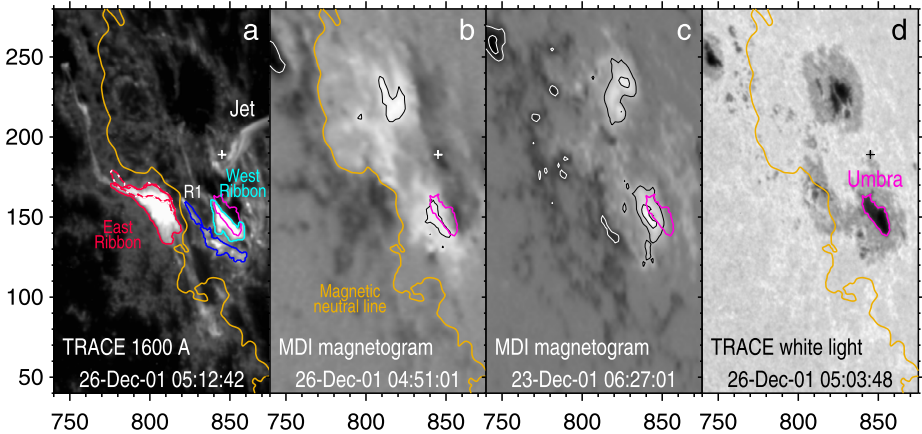 a
Jet
R1
West
Ribbon
East
Ribbon
TRACE 1600 A
26-Dec-01 05:12:42
b
Magnetic
neutral line
MDI magnetogram
26-Dec-01 04:51:01
c
MDI magnetogram
23-Dec-01 06:27:01
d
Umbra
TRACE white light
26-Dec-01 05:03:48
250
200
150
100
50
750 800 850
750 800 850
750 800 850
750 800 850